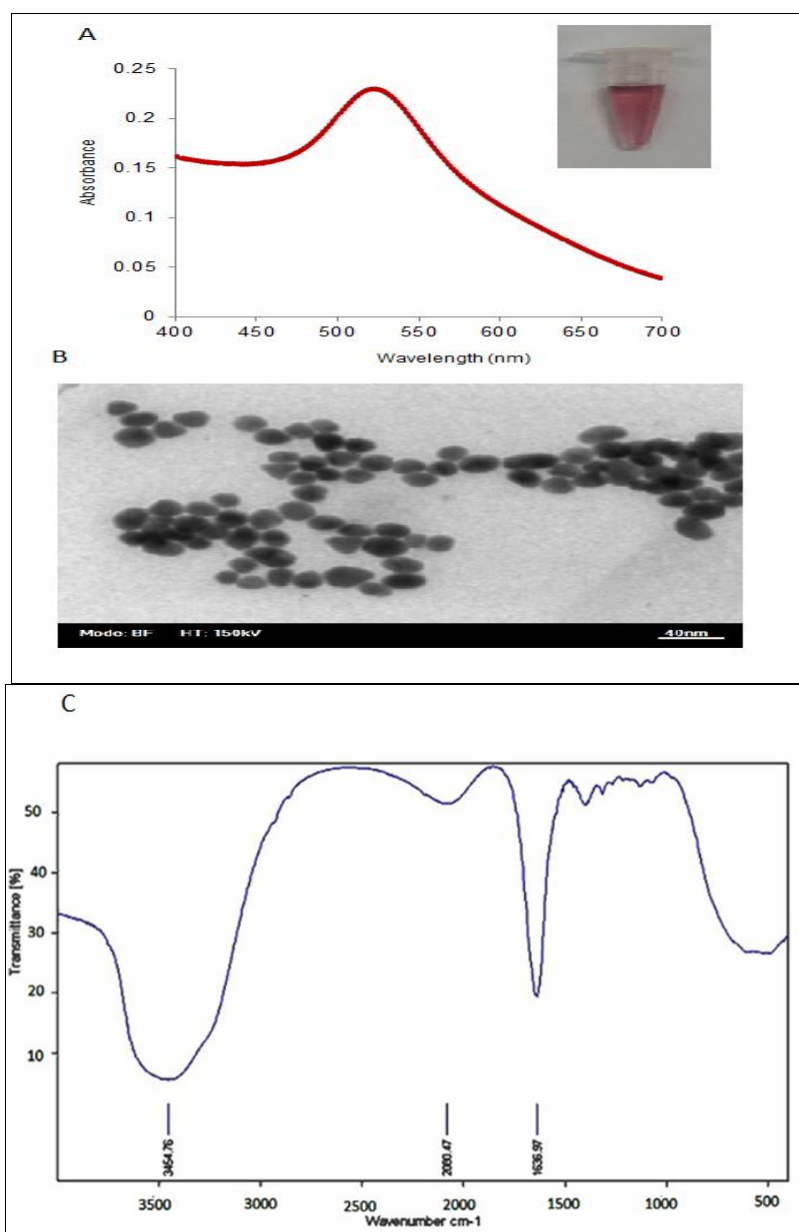 A
0.25
0.2
0.15
0.1
0.05
0
Absorbance
400 450 500 550 600 650 700
Wavelength (nm)
B
Mode: BF HT: 150kV 40nm
C
50
40
30
20
10
Transmittance [%]
3454.76 2080.47 1636.97
3500 3000 2500 2000 1500 1000 500
Wavenumber cm-1